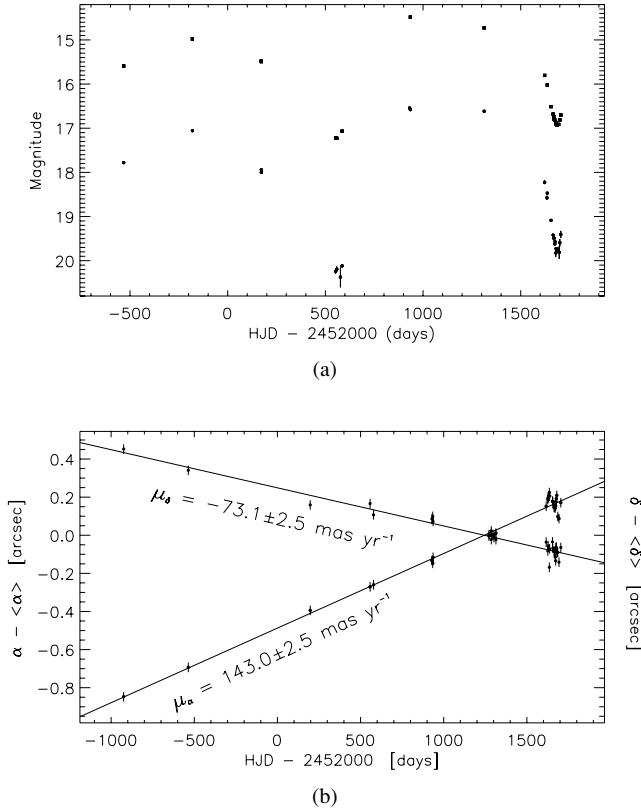 15
16
17
18
19
20
Magnitude
−500 0 500 1000 1500
HJD − 2452000 (days)
(a)
0.4
0.2
0.0
−0.2
−0.4
−0.6
−0.8
α − <α> [arcsec]
δ − <δ> [arcsec]
μδ = −73.1±2.5 mas yr⁻¹
μα = 143.0±2.5 mas yr⁻¹
−1000 −500 0 500 1000 1500
HJD − 2452000 [days]
(b)